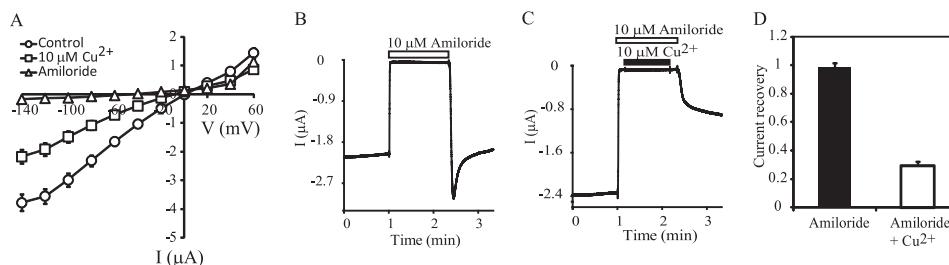 A
Control
10 µM Cu²⁺
Amiloride
2
1
0
-1
-2
-3
-4
-5
-140
-100
-60
-20
20
60
V (mV)
I (µA)
B
10 µM Amiloride
0
-0.9
-1.8
-2.7
I (µA)
0
1
2
3
Time (min)
C
10 µM Amiloride
10 µM Cu²⁺
0
-0.8
-1.6
-2.4
I (µA)
0
1
2
3
Time (min)
D
1.2
1
0.8
0.6
0.4
0.2
0
Current recovery
Amiloride
Amiloride
+ Cu²⁺